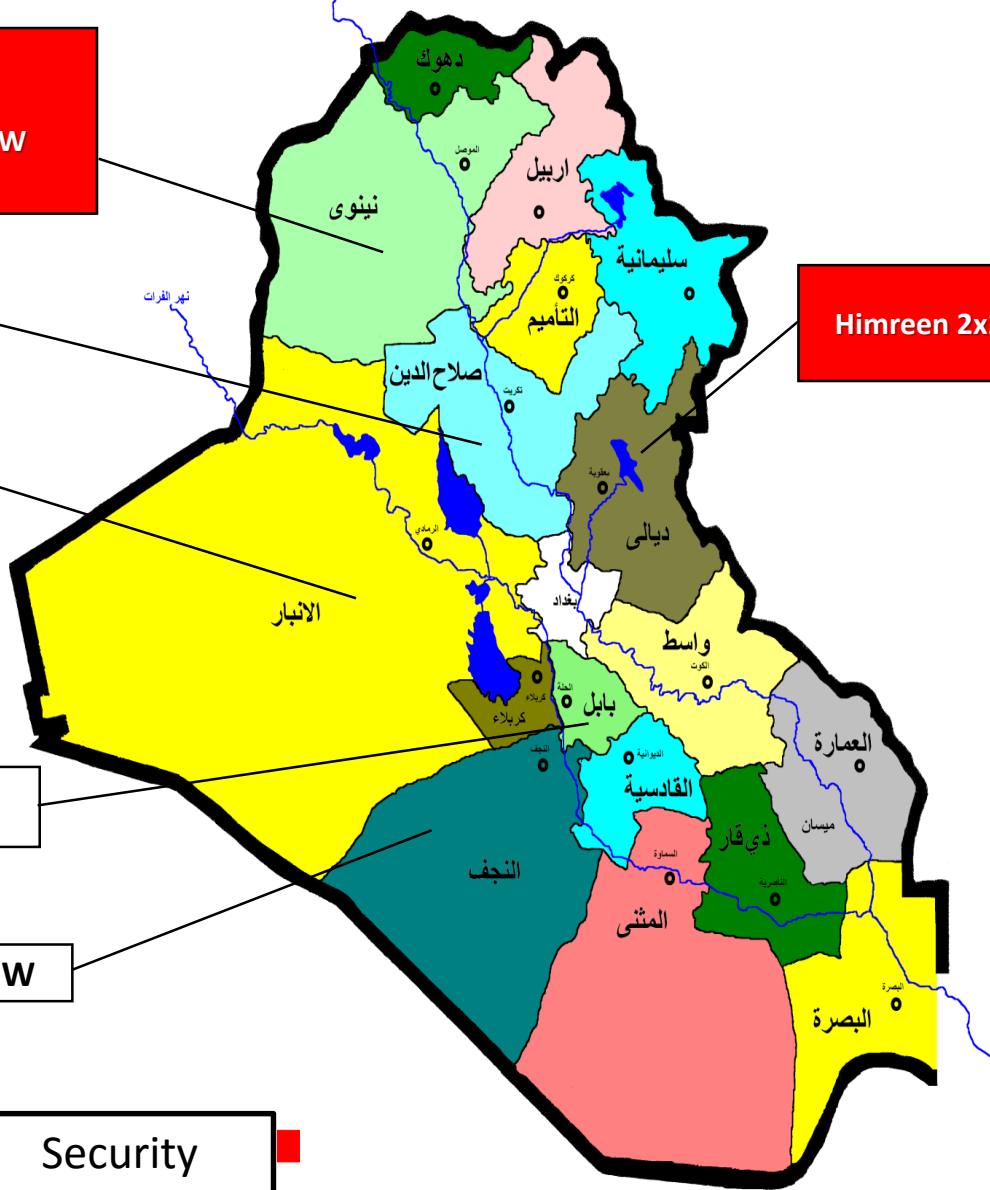 W
دهوك
الموصل
اربيل
نينوى
سليمانية
كركوك
التأميم
نهر الفرات
Himreen 2x
صلاح الدين
تكريت
بعقوبة
ديالى
الرمادي
بغداد
الانبار
واسط
الكوت
كربلاء
الحلة
بابل
كربلاء
العمارة
النجف
الديوانية
القادسية
ميسان
ذي قار
السماوة
النجف
الناصرية
المثنى
W
البصرة
البصرة
Security